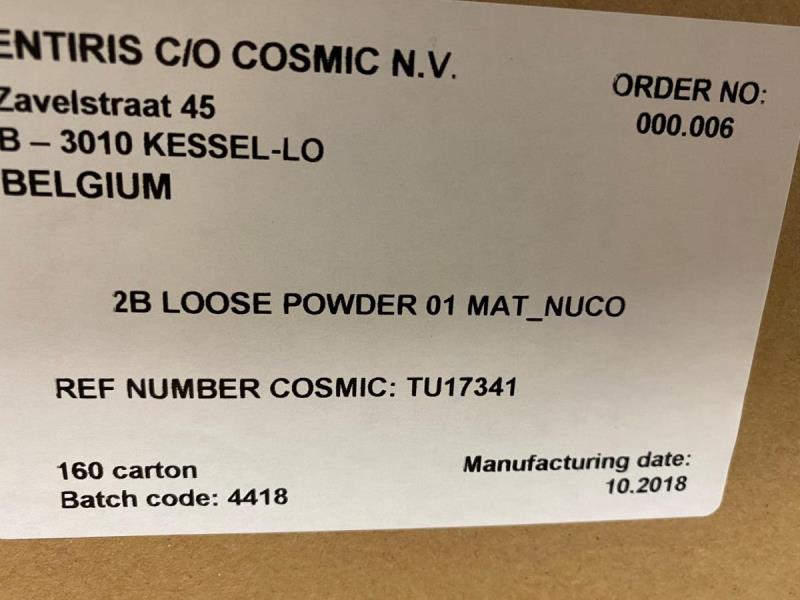 ENTIRIS C/O COSMIC N.V.
Zavelstraat 45
B – 3010 KESSEL-LO
BELGIUM
ORDER NO:
000.006
2B LOOSE POWDER 01 MAT_NUCO
REF NUMBER COSMIC: TU17341
160 carton
Batch code: 4418
Manufacturing date:
10.2018